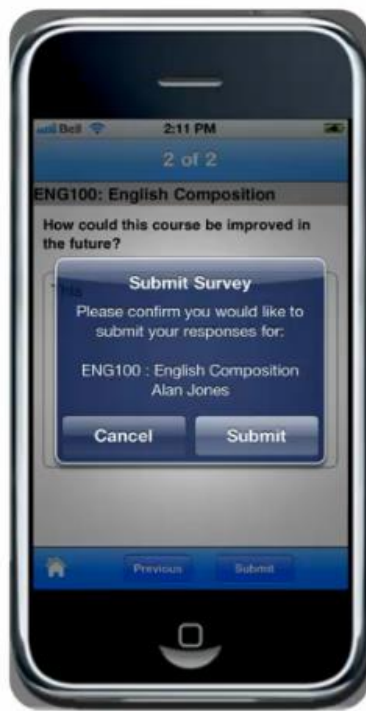 Bell 2:11 PM
2 of 2
ENG100: English Composition
How could this course be improved in
the future?
This
Submit Survey
Please confirm you would like to
submit your responses for:
ENG100 : English Composition
Alan Jones
Cancel Submit
Previous Submit